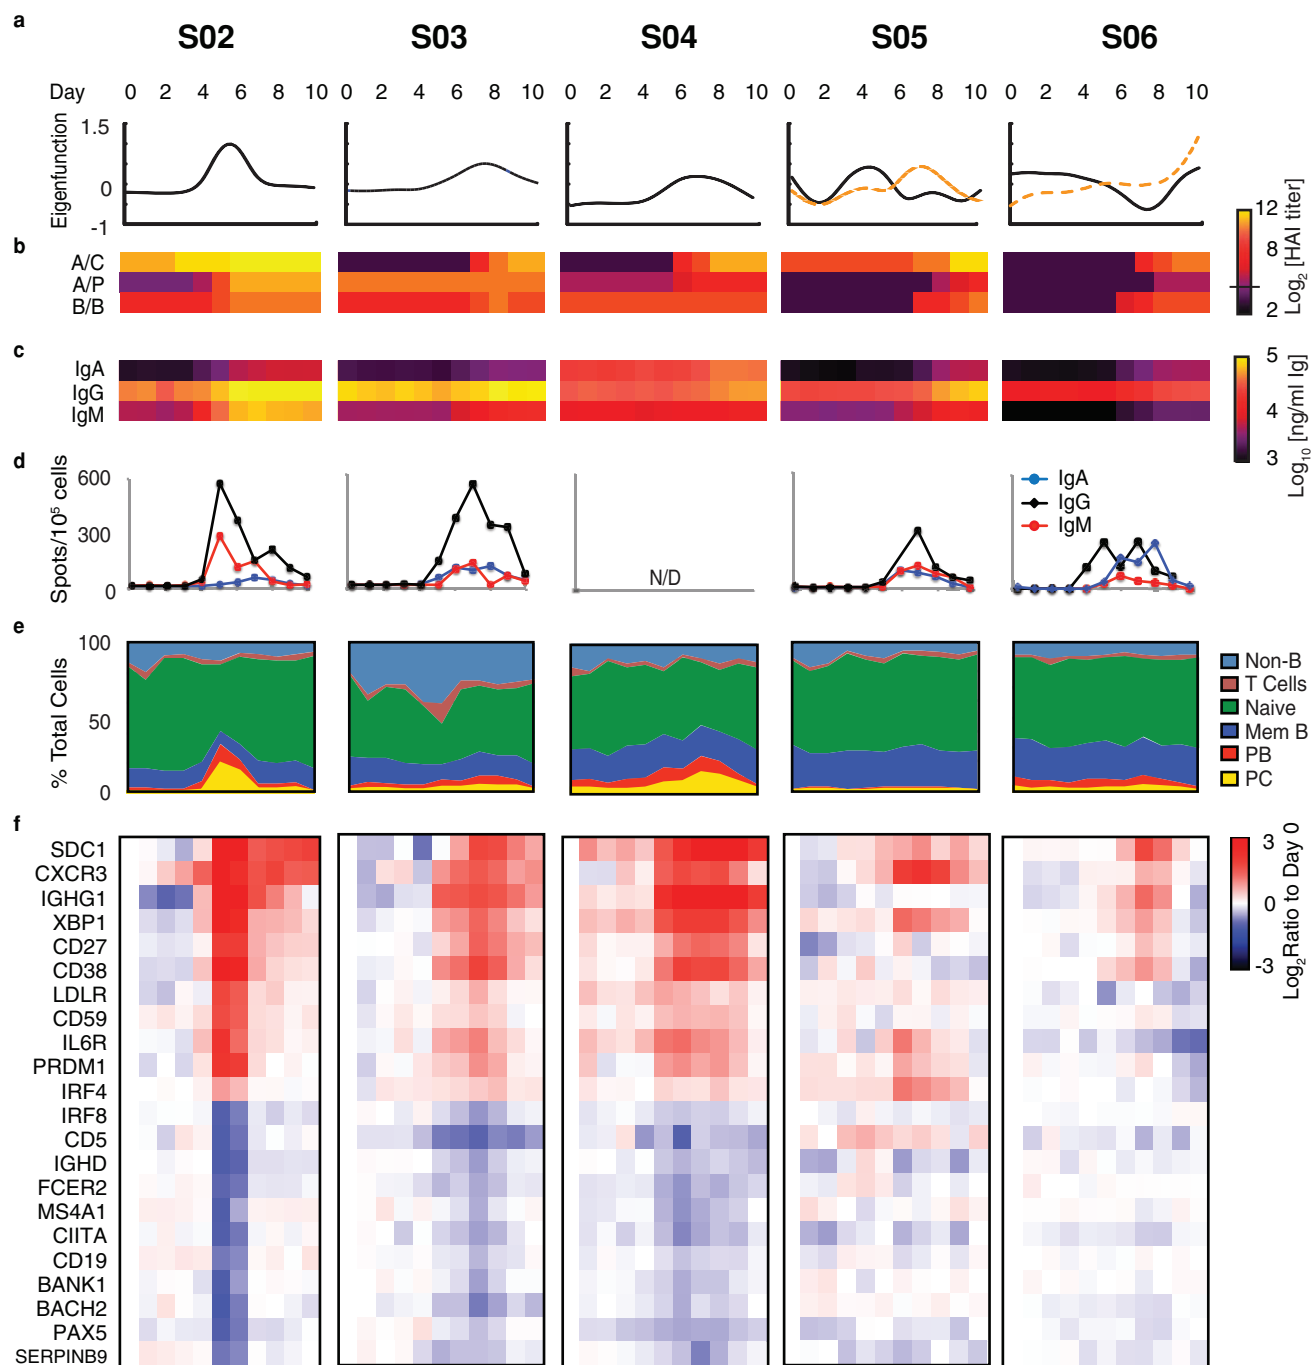 a
S02 S03 S04 S05 S06
Day 0 2 4 6 8 10 0 2 4 6 8 10 0 2 4 6 8 10 0 2 4 6 8 10 0 2 4 6 8 10
Eigenfunction
1.5
0
-1
b
A/C
A/P
B/B
12
8
2
Log2 [HAI titer]
c
IgA
IgG
IgM
5
4
3
Log10 [ng/ml Ig]
d
Spots/10⁵ cells
600
300
0
N/D
IgA
IgG
IgM
e
% Total Cells
100
50
0
Non-B
T Cells
Naive
Mem B
PB
PC
f
SDC1
CXCR3
IGHG1
XBP1
CD27
CD38
LDLR
CD59
IL6R
PRDM1
IRF4
IRF8
CD5
IGHD
FCER2
MS4A1
CIITA
CD19
BANK1
BACH2
PAX5
SERPINB9
3
0
-3
Log2Ratio to Day 0